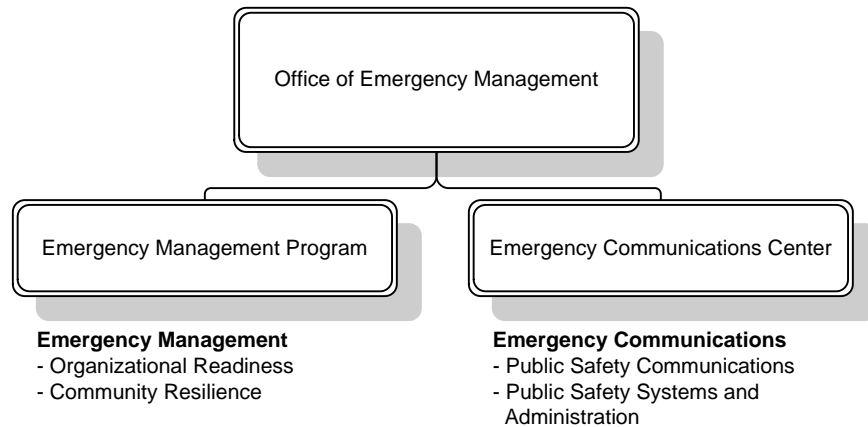 Office of Emergency Management
Emergency Management Program
Emergency Communications Center
Emergency Management
- Organizational Readiness
- Community Resilience
Emergency Communications
- Public Safety Communications
- Public Safety Systems and
Administration